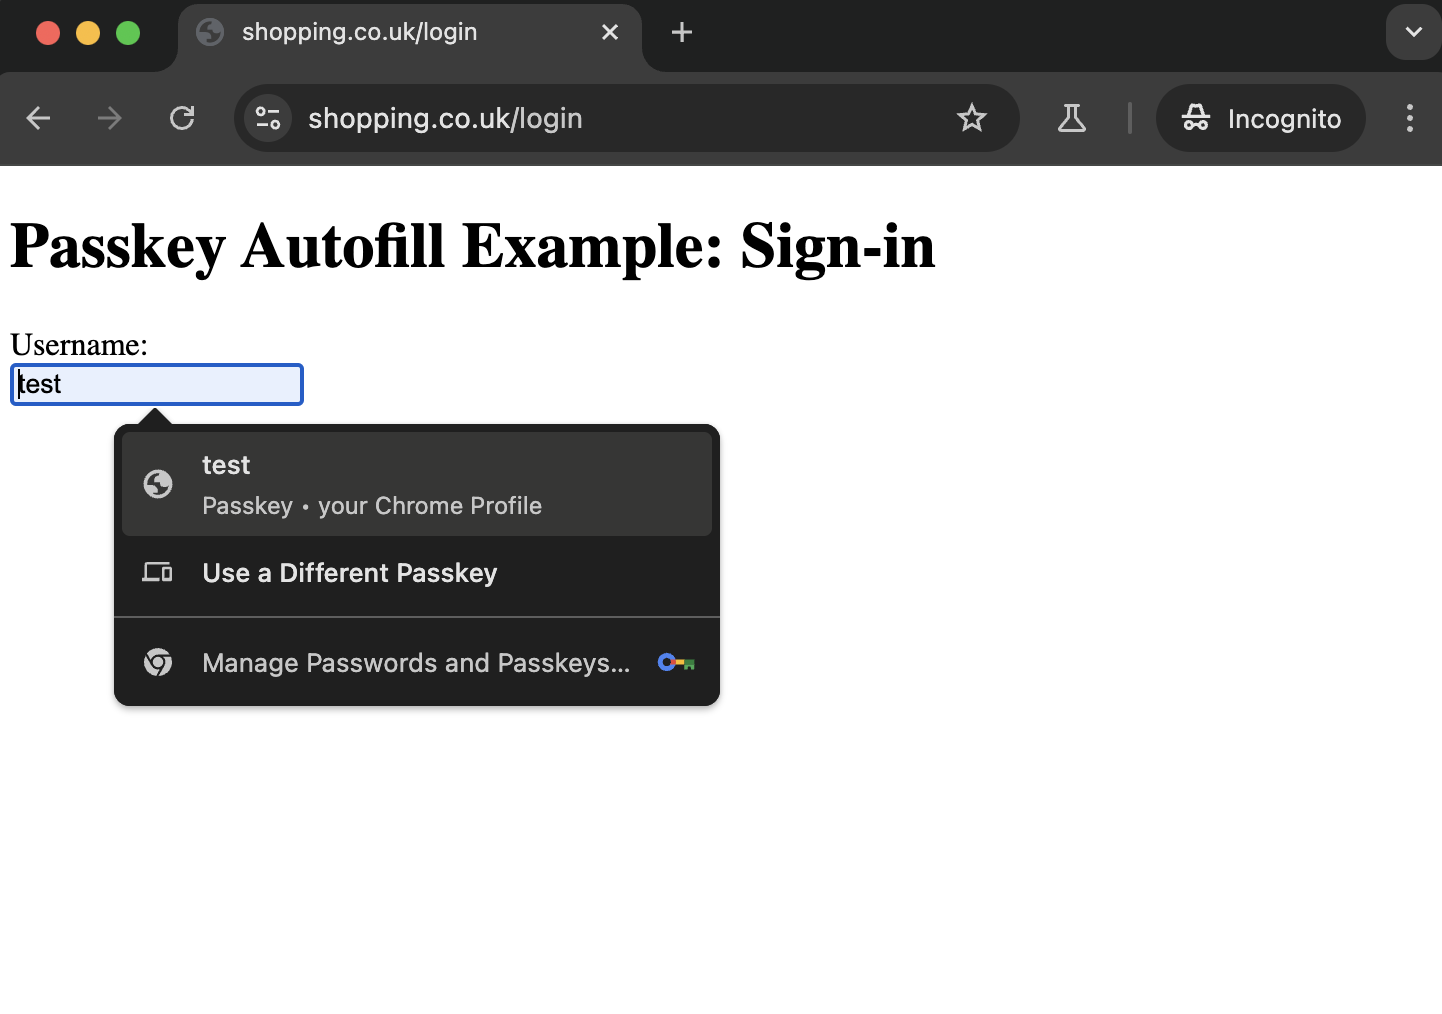 shopping.co.uk/login
shopping.co.uk/login
Incognito
Passkey Autofill Example: Sign-in
Username:
test
test
Passkey • your Chrome Profile
Use a Different Passkey
Manage Passwords and Passkeys...